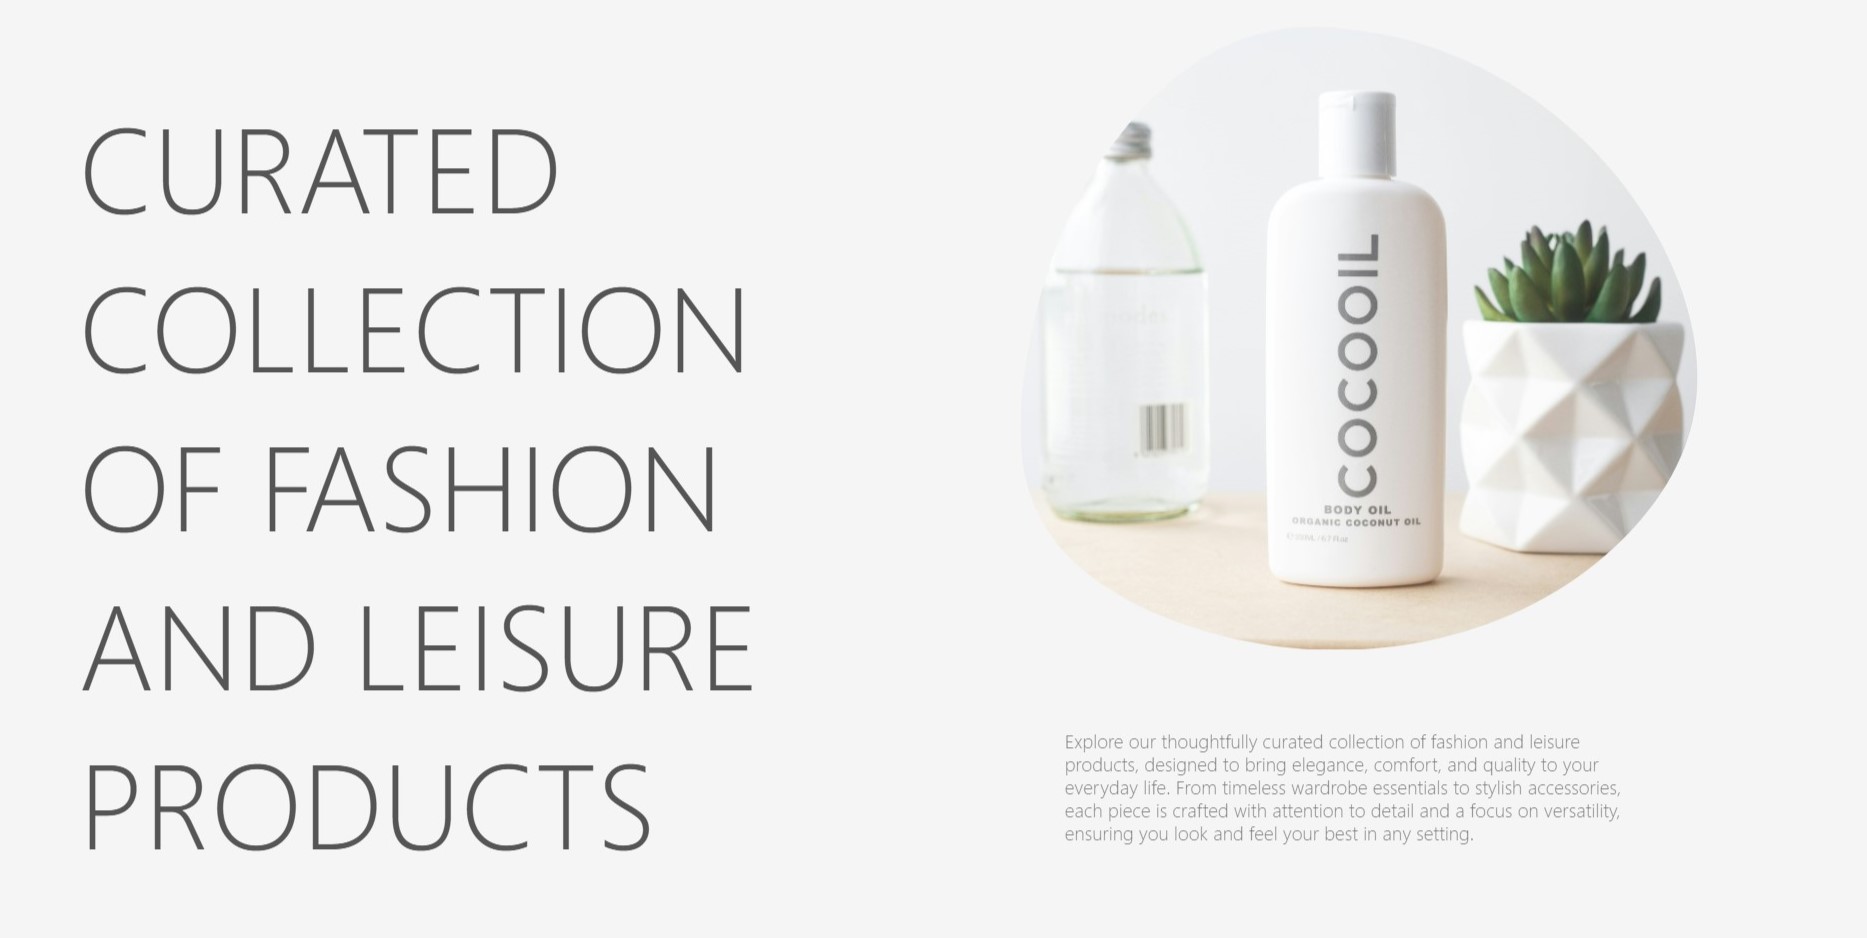 CURATED
COLLECTION
OF FASHION
AND LEISURE
PRODUCTS
COCOOIL
BODY OIL
ORGANIC COCONUT OIL
Explore our thoughtfully curated collection of fashion and leisure
products, designed to bring elegance, comfort, and quality to your
everyday life. From timeless wardrobe essentials to stylish accessories,
each piece is crafted with attention to detail and a focus on versatility,
ensuring you look and feel your best in any setting.